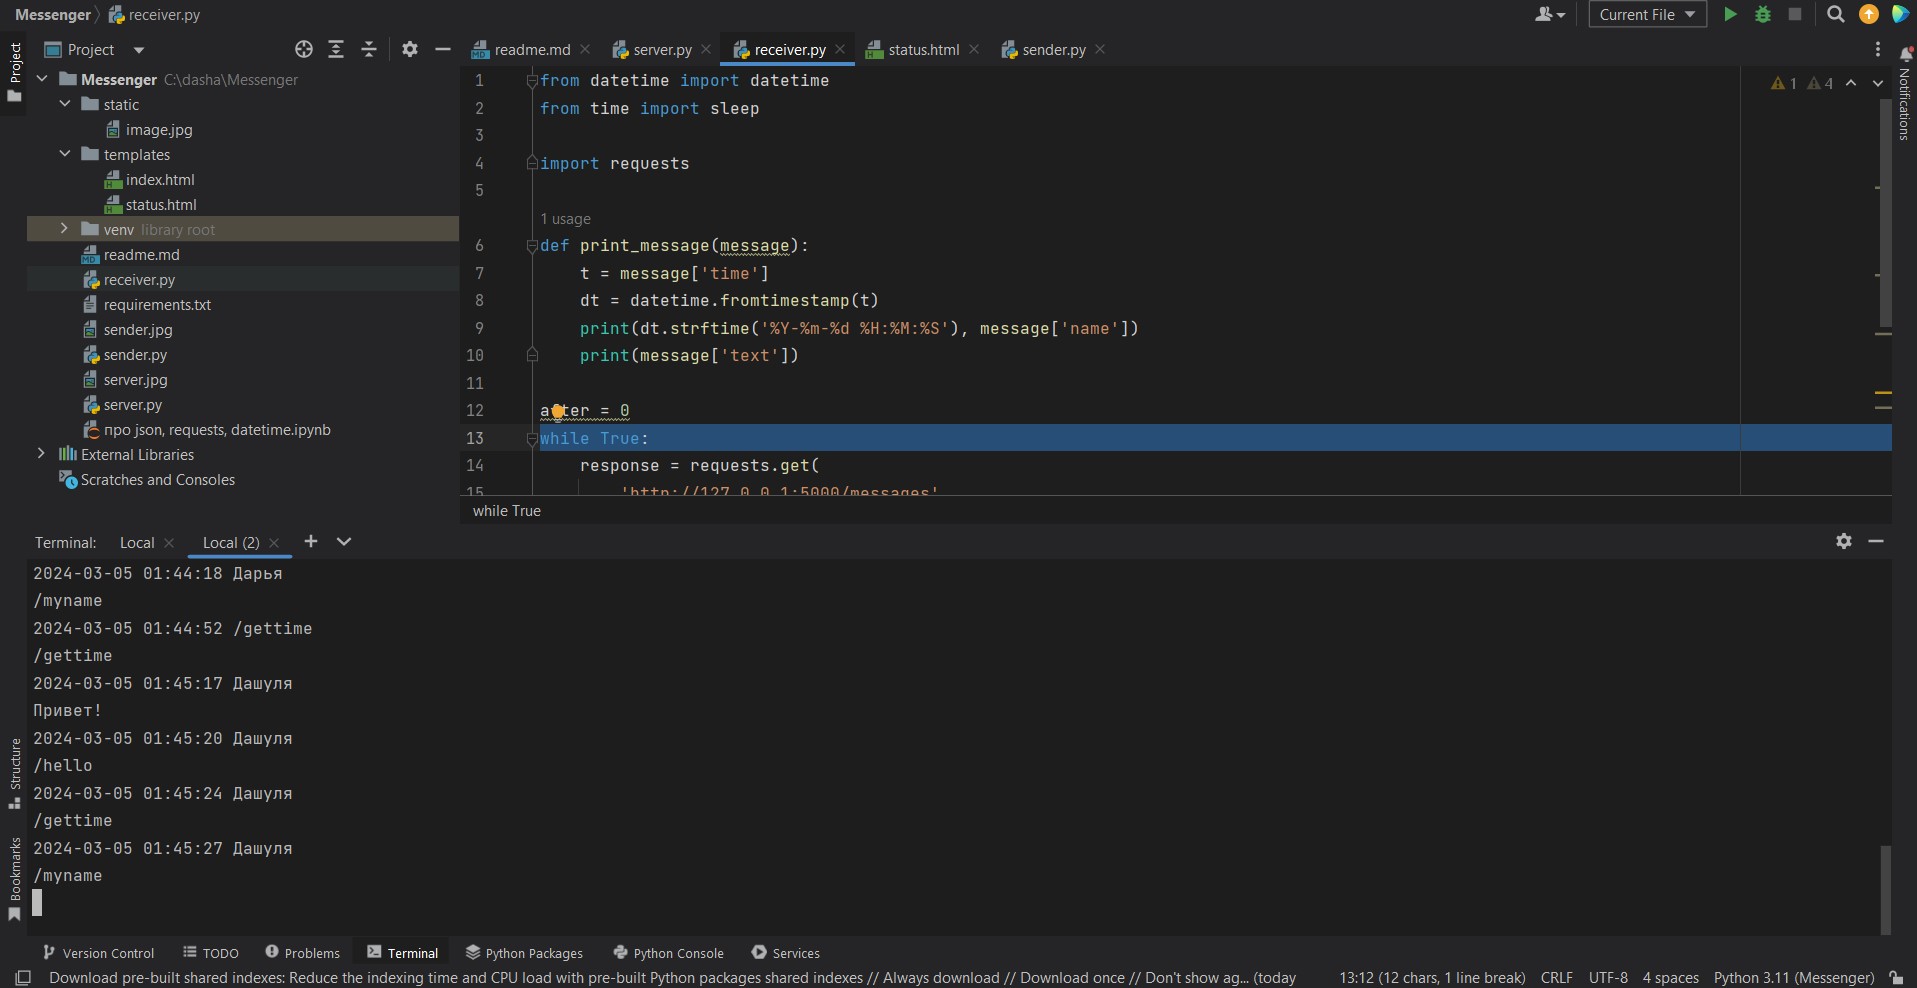 Messenger receiver.py
Current File
Project
readme.md
server.py
receiver.py
status.html
sender.py
Project
Messenger C:\dasha\Messenger
static
image.jpg
templates
index.html
status.html
venv library root
readme.md
receiver.py
requirements.txt
sender.jpg
sender.py
server.jpg
server.py
про json, requests, datetime.ipynb
External Libraries
Scratches and Consoles
1 from datetime import datetime
2 from time import sleep
3
4 import requests
5
1 usage
6 def print_message(message):
7 t = message['time']
8 dt = datetime.fromtimestamp(t)
9 print(dt.strftime('%Y-%m-%d %H:%M:%S'), message['name'])
10 print(message['text'])
11
12 after = 0
13 while True:
14 response = requests.get(
15 'http://127.0.0.1:5000/messages'
1 4
Notifications
while True
Terminal: Local Local (2)
2024-03-05 01:44:18 Дарья
/myname
2024-03-05 01:44:52 /gettime
/gettime
2024-03-05 01:45:17 Дашуля
Привет!
2024-03-05 01:45:20 Дашуля
/hello
2024-03-05 01:45:24 Дашуля
/gettime
2024-03-05 01:45:27 Дашуля
/myname
Structure
Bookmarks
Version Control TODO Problems Terminal Python Packages Python Console Services
Download pre-built shared indexes: Reduce the indexing time and CPU load with pre-built Python packages shared indexes // Always download // Download once // Don't show ag... (today 13:12 (12 chars, 1 line break) CRLF UTF-8 4 spaces Python 3.11 (Messenger)